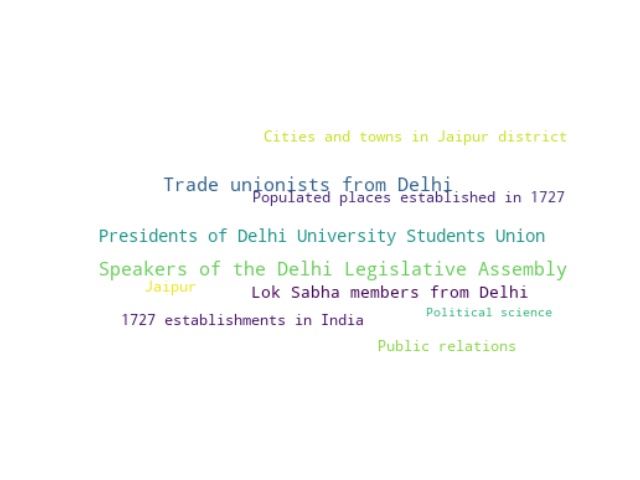 Cities and towns in Jaipur district
Trade unionists from Delhi
Populated places established in 1727
Presidents of Delhi University Students Union
Speakers of the Delhi Legislative Assembly
Jaipur
Lok Sabha members from Delhi
Political science
1727 establishments in India
Public relations